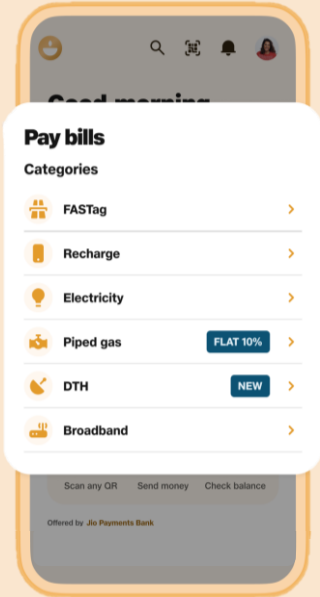 Good morning
Pay bills
Categories
FASTag
Recharge
Electricity
Piped gas FLAT 10%
DTH NEW
Broadband
Scan any QR Send money Check balance
Offered by Jio Payments Bank